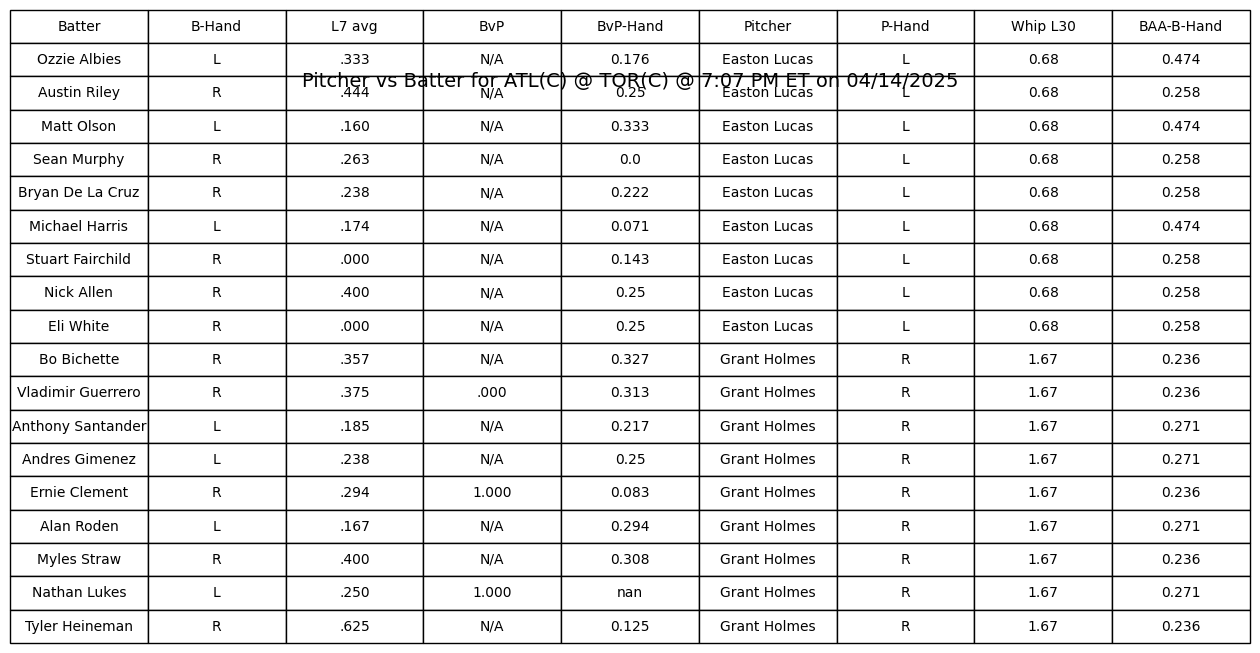 Batter B-Hand L7 avg BvP BvP-Hand Pitcher P-Hand Whip L30 BAA-B-Hand
Ozzie Albies L .333 N/A 0.176 Easton Lucas L 0.68 0.474
Pitcher vs Batter for ATL(C) @ TOR(C) @ 7:07 PM ET on 04/14/2025
Austin Riley R .444 N/A 0.25 Easton Lucas L 0.68 0.258
Matt Olson L .160 N/A 0.333 Easton Lucas L 0.68 0.474
Sean Murphy R .263 N/A 0.0 Easton Lucas L 0.68 0.258
Bryan De La Cruz R .238 N/A 0.222 Easton Lucas L 0.68 0.258
Michael Harris L .174 N/A 0.071 Easton Lucas L 0.68 0.474
Stuart Fairchild R .000 N/A 0.143 Easton Lucas L 0.68 0.258
Nick Allen R .400 N/A 0.25 Easton Lucas L 0.68 0.258
Eli White R .000 N/A 0.25 Easton Lucas L 0.68 0.258
Bo Bichette R .357 N/A 0.327 Grant Holmes R 1.67 0.236
Vladimir Guerrero R .375 .000 0.313 Grant Holmes R 1.67 0.236
Anthony Santander L .185 N/A 0.217 Grant Holmes R 1.67 0.271
Andres Gimenez L .238 N/A 0.25 Grant Holmes R 1.67 0.271
Ernie Clement R .294 1.000 0.083 Grant Holmes R 1.67 0.236
Alan Roden L .167 N/A 0.294 Grant Holmes R 1.67 0.271
Myles Straw R .400 N/A 0.308 Grant Holmes R 1.67 0.236
Nathan Lukes L .250 1.000 nan Grant Holmes R 1.67 0.271
Tyler Heineman R .625 N/A 0.125 Grant Holmes R 1.67 0.236